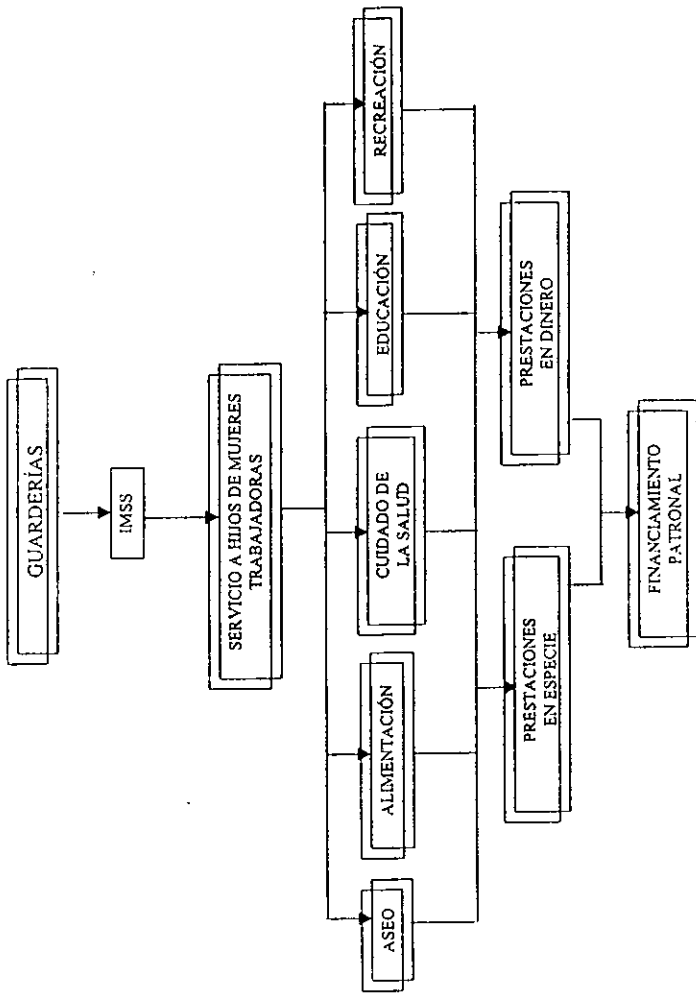 GUARDERÍAS
IMSS
SERVICIO A HIJOS DE MUJERES
TRABAJADORAS
ASEO
ALIMENTACIÓN
CUIDADO DE
LA SALUD
EDUCACIÓN
RECREACIÓN
PRESTACIONES
EN ESPECIE
PRESTACIONES
EN DINERO
FINANCIAMIENTO
PATRONAL